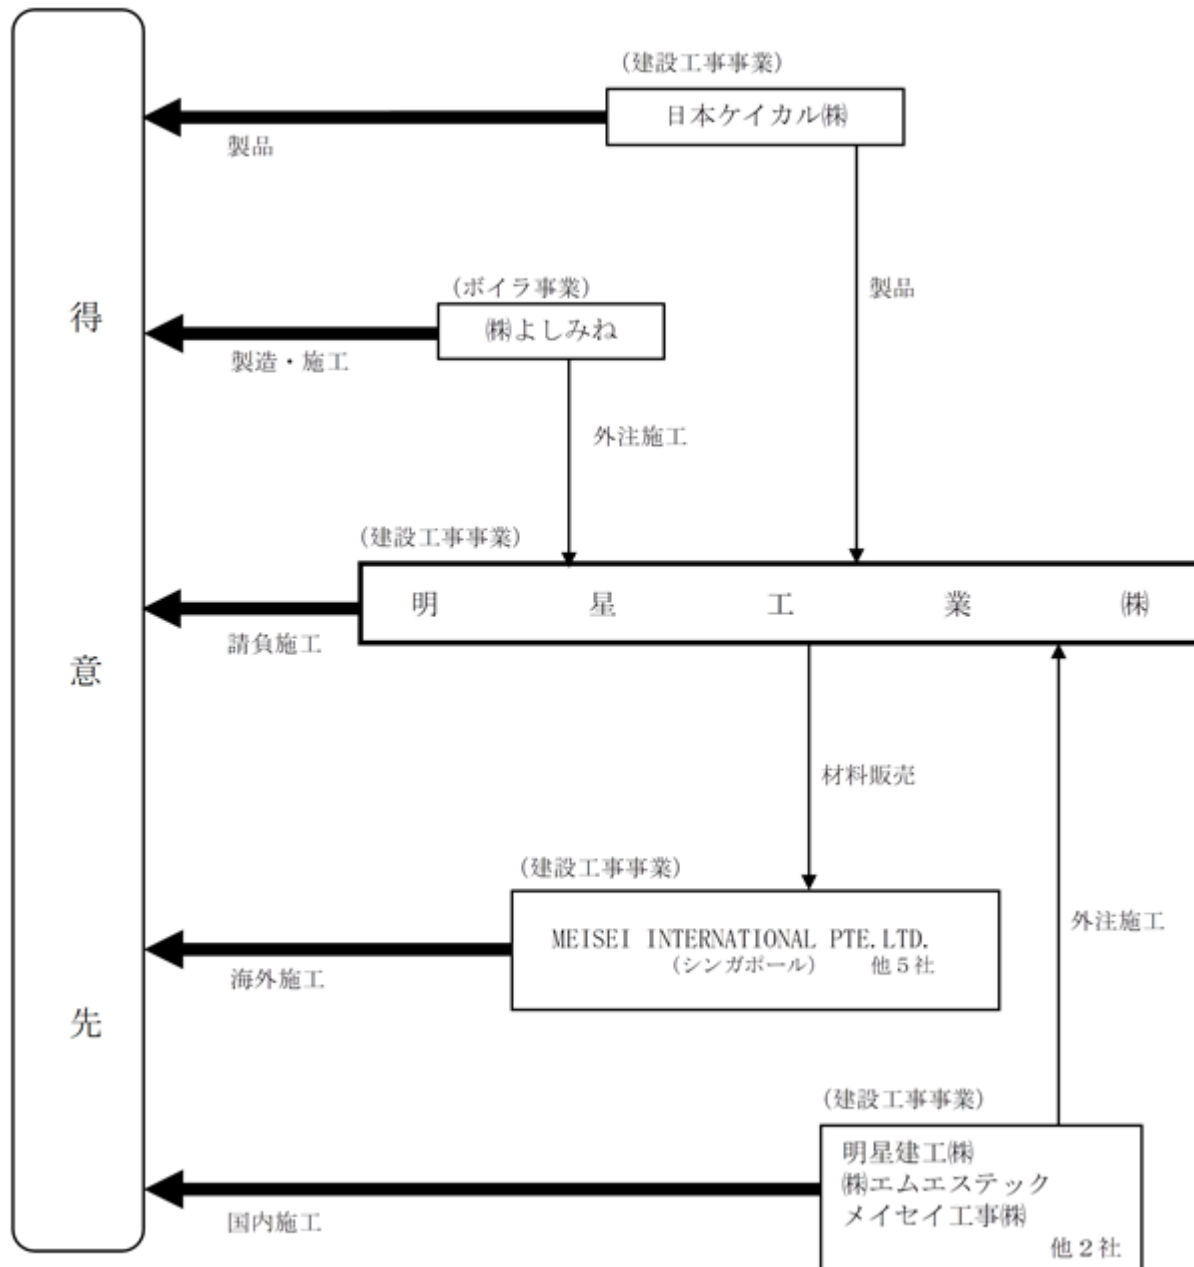 得意先
(建設工事事業)
日本ケイカル㈱
製品
製品
(ボイラ事業)
㈱よしみね
製造・施工
外注施工
(建設工事事業)
明星工業㈱
請負施工
材料販売
(建設工事事業)
MEISEI INTERNATIONAL PTE.LTD.
(シンガポール) 他5社
海外施工
外注施工
(建設工事事業)
明星建工㈱
㈱エムエステック
メイセイ工事㈱
他2社
国内施工